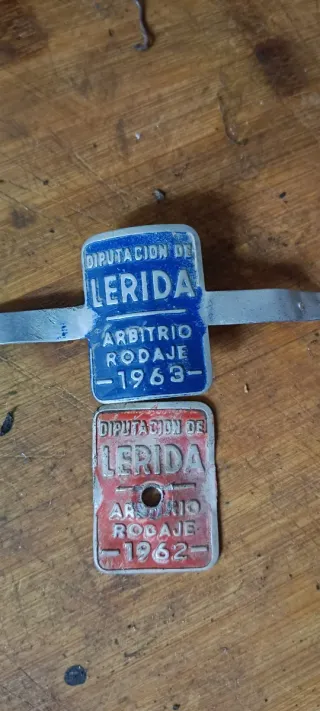 DIPUTACION DE
LERIDA
ARBITRIO
RODAJE
-1963-
DIPUTACION DE
LERIDA
ARBITRIO
RODAJE
-1962-